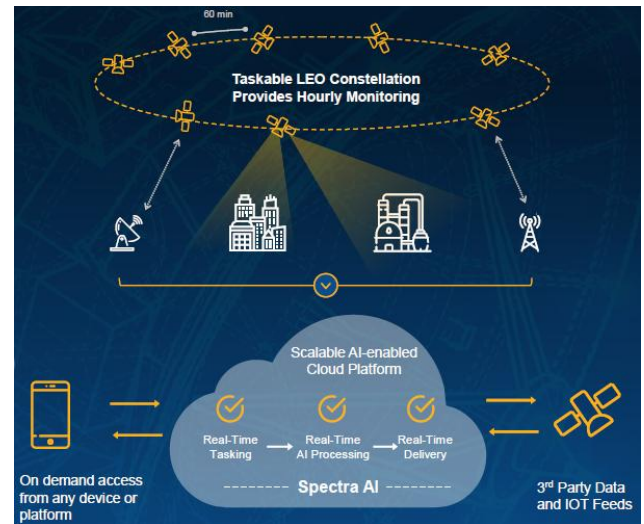 60 min
Taskable LEO Constellation
Provides Hourly Monitoring
Scalable AI-enabled
Cloud Platform
Real-Time
Tasking
Real-Time
AI Processing
Real-Time
Delivery
Spectra AI
On demand access
from any device or
platform
3rd Party Data
and IOT Feeds